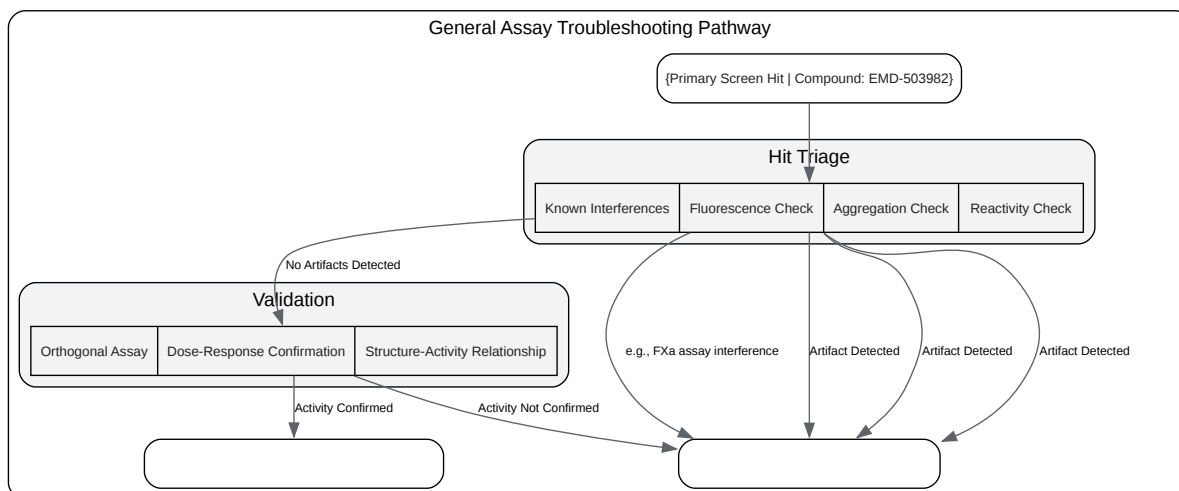 General Assay Troubleshooting Pathway
{Primary Screen Hit | Compound: EMD-503982}
Hit Triage
Known Interferences
Fluorescence Check
Aggregation Check
Reactivity Check
No Artifacts Detected
Validation
Orthogonal Assay
Dose-Response Confirmation
Structure-Activity Relationship
e.g., FXa assay interference
Artifact Detected
Artifact Detected
Artifact Detected
Activity Confirmed
Activity Not Confirmed